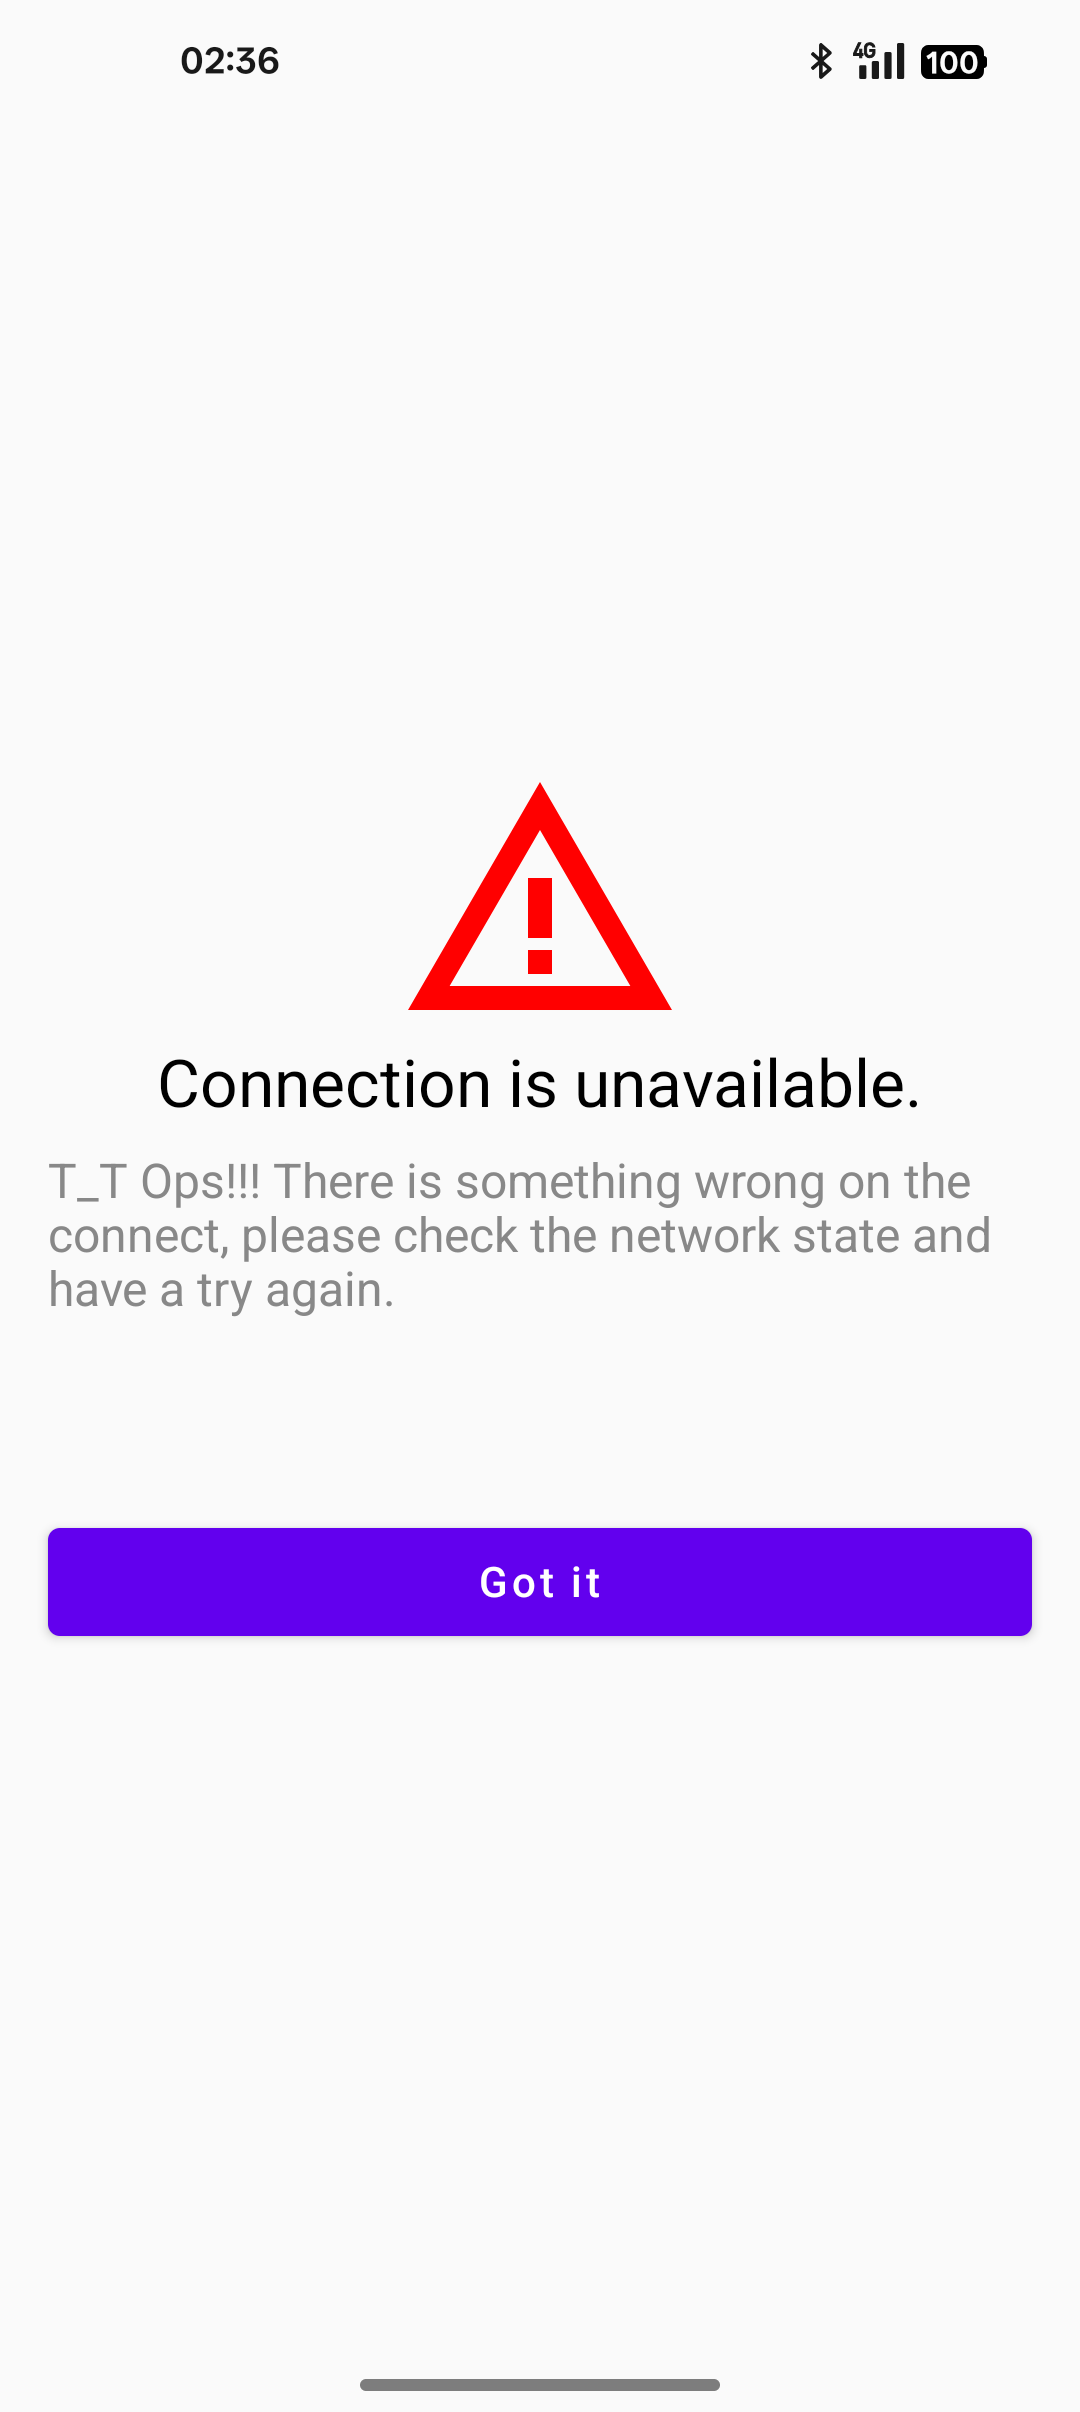 02:36
4G
100
Connection is unavailable.
T_T Ops!!! There is something wrong on the
connect, please check the network state and
have a try again.
Got it